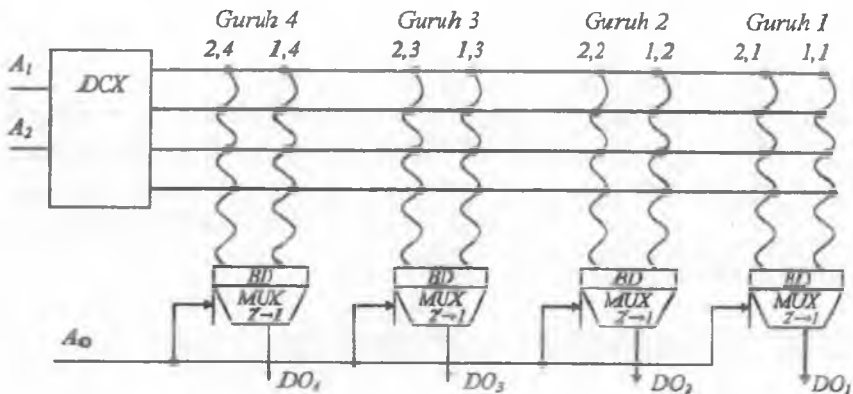 Guruh 4 Guruh 3 Guruh 2 Guruh 1
2,4 1,4 2,3 1,3 2,2 1,2 2,1 1,1
A₁
DCX
A₂
BD BD BD BD
MUX MUX MUX MUX
2→1 2→1 2→1 2→1
A₀
DO₄ DO₃ DO₂ DO₁